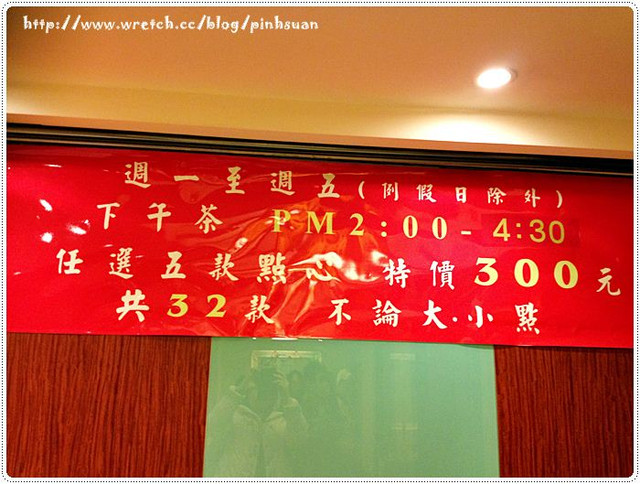 http://www.wretch.cc/blog/pinhsuan
週一至週五(例假日除外)
下午茶 PM2:00-4:30
任選五款點心 特價300元
共32款 不論大.小點